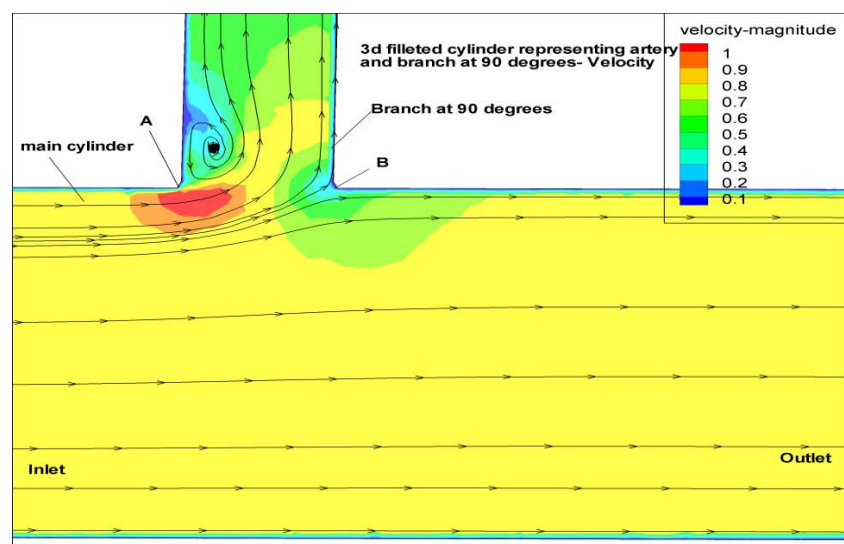 velocity-magnitude
1
0.9
0.8
0.7
0.6
0.5
0.4
0.3
0.2
0.1
3d filleted cylinder representing artery
and branch at 90 degrees- Velocity
Branch at 90 degrees
A
main cylinder
B
Inlet
Outlet